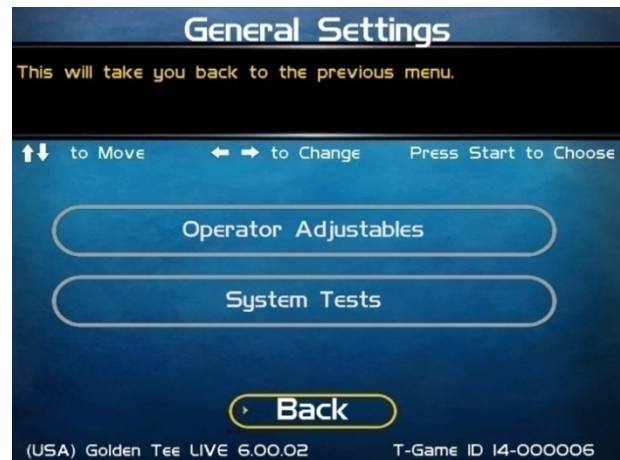 General Settings
This will take you back to the previous menu.
to Move to Change Press Start to Choose
Operator Adjustables
System Tests
Back
(USA) Golden Tee LIVE 6.00.02 T-Game ID 14-000006